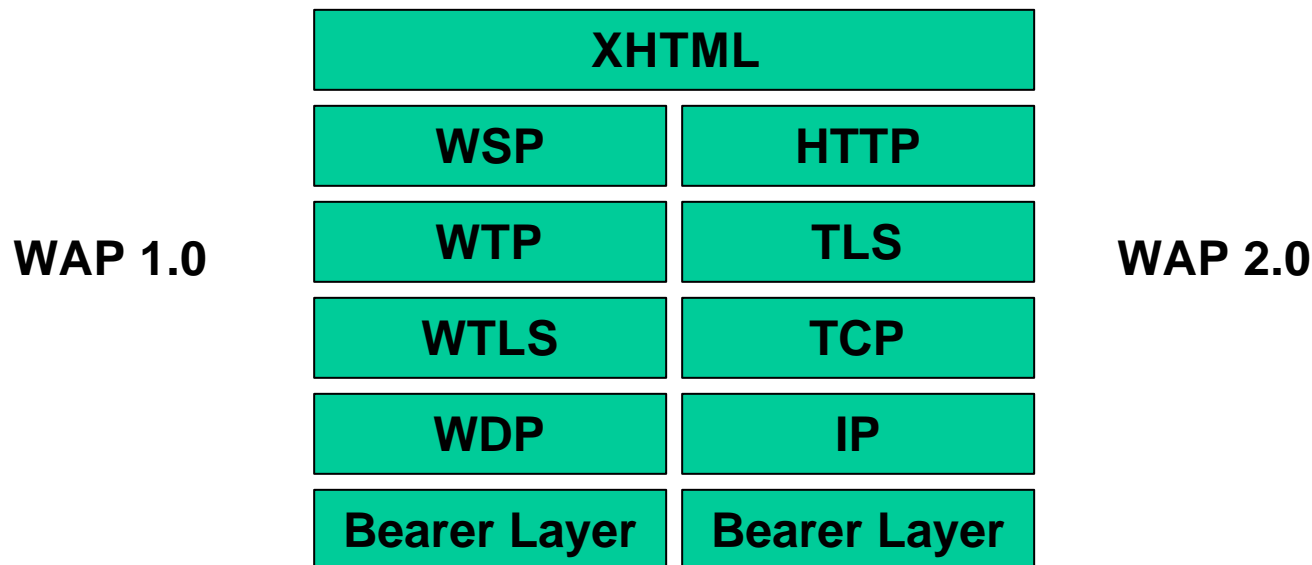 XHTML
WSP HTTP
WAP 1.0 WTP TLS WAP 2.0
WTLS TCP
WDP IP
Bearer Layer Bearer Layer